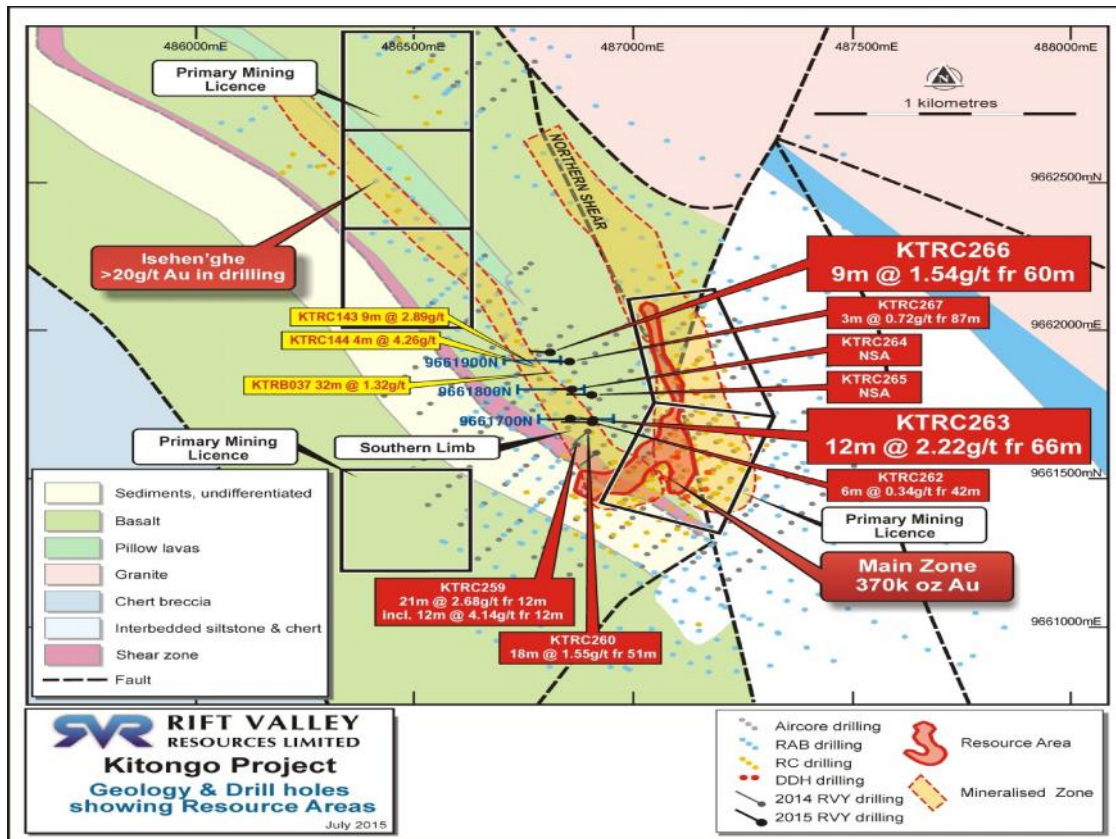 486000mE
486500mE
487000mE
487500mE
488000mE
Primary Mining
Licence
N
1 kilometres
NORTHERN SHEAR
9662500mN
Isehen'ghe
>20g/t Au in drilling
KTRC266
9m @ 1.54g/t fr 60m
KTRC143 9m @ 2.89g/t
KTRC267
3m @ 0.72g/t fr 87m
9662000mN
KTRC144 4m @ 4.26g/t
KTRC264
NSA
9661900N
KTRB037 32m @ 1.32g/t
KTRC265
NSA
9661800N
9661700N
KTRC263
12m @ 2.22g/t fr 66m
Primary Mining
Licence
Southern Limb
KTRC262
6m @ 0.34g/t fr 42m
9661500mN
Primary Mining
Licence
Main Zone
370k oz Au
KTRC259
21m @ 2.68g/t fr 12m
incl. 12m @ 4.14g/t fr 12m
KTRC260
18m @ 1.55g/t fr 51m
9661000mN
Sediments, undifferentiated
Basalt
Pillow lavas
Granite
Chert breccia
Interbedded siltstone & chert
Shear zone
Fault
SVR RIFT VALLEY
RESOURCES LIMITED
Kitongo Project
Geology & Drill holes
showing Resource Areas
July 2015
Aircore drilling
RAB drilling
RC drilling
DDH drilling
2014 RVY drilling
2015 RVY drilling
Resource Area
Mineralised Zone